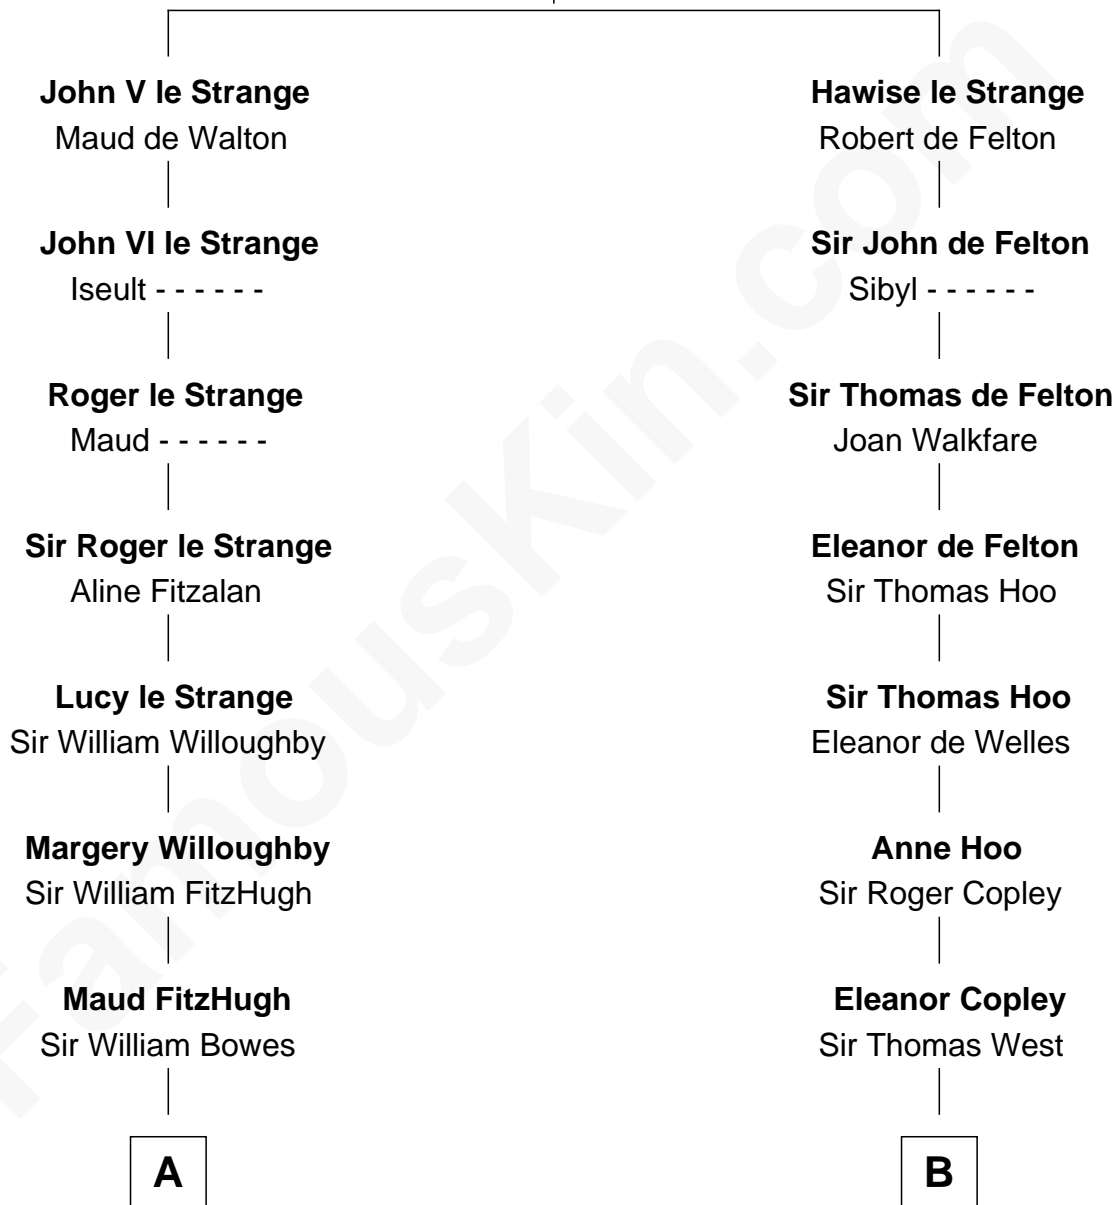 John V le Strange
Maud de Walton
John VI le Strange
Iseult - - - - - -
Roger le Strange
Maud - - - - - -
Sir Roger le Strange
Aline Fitzalan
Lucy le Strange
Sir William Willoughby
Margery Willoughby
Sir William FitzHugh
Maud FitzHugh
Sir William Bowes
A
Hawise le Strange
Robert de Felton
Sir John de Felton
Sibyl - - - - - -
Sir Thomas de Felton
Joan Walkfare
Eleanor de Felton
Sir Thomas Hoo
Sir Thomas Hoo
Eleanor de Welles
Anne Hoo
Sir Roger Copley
Eleanor Copley
Sir Thomas West
B
FamousKin.com